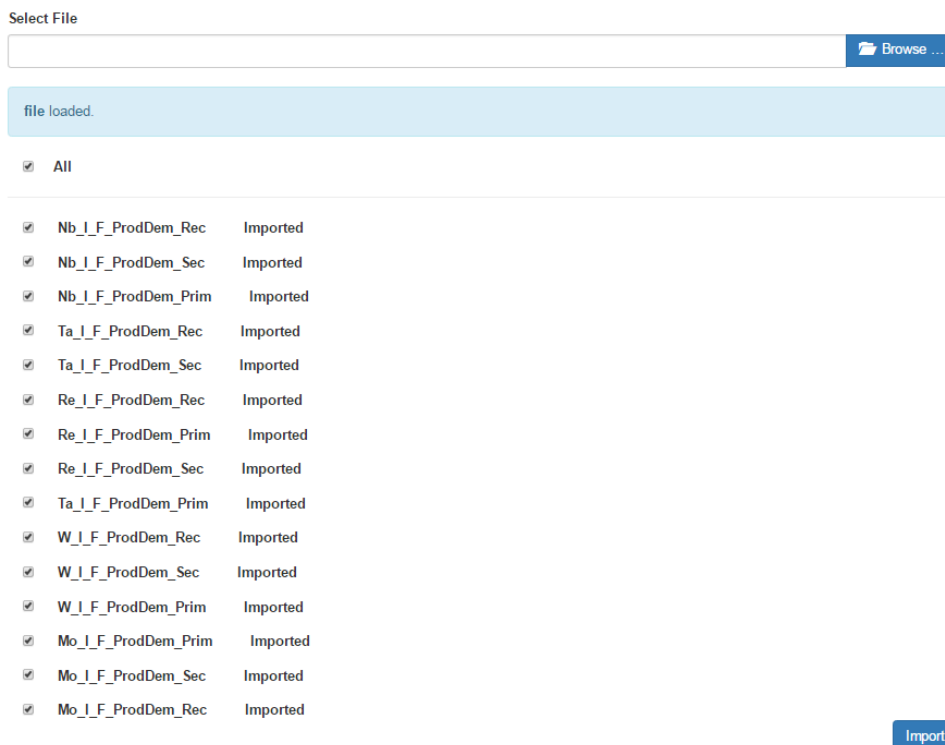 Select File
Browse ...
file loaded.
All
Nb_I_F_ProdDem_Rec Imported
Nb_I_F_ProdDem_Sec Imported
Nb_I_F_ProdDem_Prim Imported
Ta_I_F_ProdDem_Rec Imported
Ta_I_F_ProdDem_Sec Imported
Re_I_F_ProdDem_Rec Imported
Re_I_F_ProdDem_Prim Imported
Re_I_F_ProdDem_Sec Imported
Ta_I_F_ProdDem_Prim Imported
W_I_F_ProdDem_Rec Imported
W_I_F_ProdDem_Sec Imported
W_I_F_ProdDem_Prim Imported
Mo_I_F_ProdDem_Prim Imported
Mo_I_F_ProdDem_Sec Imported
Mo_I_F_ProdDem_Rec Imported
Import